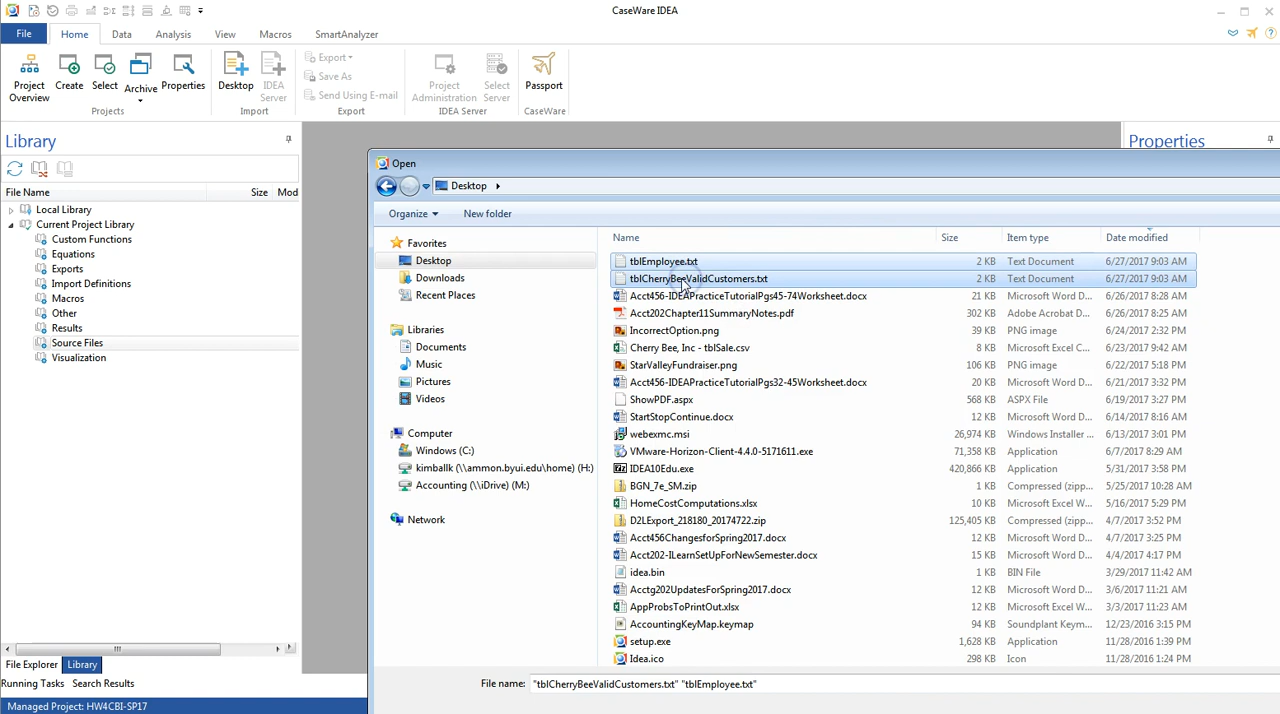 CaseWare IDEA
File Home Data Analysis View Macros SmartAnalyzer
Project Overview Create Select Archive Properties Desktop IDEA Server Export Save As Send Using E-mail Project Administration Select Server Passport
Projects Import Export IDEA Server CaseWare
Library
Properties
File Name Size Mod
Local Library
Current Project Library
Custom Functions
Equations
Exports
Import Definitions
Macros
Other
Results
Source Files
Visualization
File Explorer Library
Running Tasks Search Results
Managed Project: HW4CBI-SP17
Open
Desktop
Organize New folder
Favorites
Desktop
Downloads
Recent Places
Libraries
Documents
Music
Pictures
Videos
Computer
Windows (C:)
kimballk (\\ammon.byui.edu\home) (H:)
Accounting (\\iDrive) (M:)
Network
Name Size Item type Date modified
tblEmployee.txt 2 KB Text Document 6/27/2017 9:03 AM
tblCherryBeeValidCustomers.txt 2 KB Text Document 6/27/2017 9:03 AM
Acct456-IDEAPracticeTutorialPgs45-74Worksheet.docx 21 KB Microsoft Word D... 6/26/2017 8:28 AM
Acct202Chapter11SummaryNotes.pdf 302 KB Adobe Acrobat D... 6/26/2017 8:25 AM
IncorrectOption.png 39 KB PNG image 6/24/2017 2:32 PM
Cherry Bee, Inc - tblSale.csv 8 KB Microsoft Excel C... 6/23/2017 9:42 AM
StarValleyFundraiser.png 106 KB PNG image 6/22/2017 5:18 PM
Acct456-IDEAPracticeTutorialPgs32-45Worksheet.docx 20 KB Microsoft Word D... 6/21/2017 3:32 PM
ShowPDF.aspx 568 KB ASPX File 6/19/2017 3:27 PM
StartStopContinue.docx 12 KB Microsoft Word D... 6/14/2017 8:16 AM
webexmc.msi 26,974 KB Windows Installer ... 6/13/2017 3:01 PM
VMware-Horizon-Client-4.4.0-5171611.exe 71,358 KB Application 6/7/2017 8:29 AM
IDEA10Edu.exe 420,866 KB Application 5/31/2017 3:58 PM
BGN_7e_SM.zip 1 KB Compressed (zipp... 5/25/2017 10:28 AM
HomeCostComputations.xlsx 12 KB Microsoft Excel W... 5/16/2017 5:29 PM
D2LExport_218180_20174722.zip 125,405 KB Compressed (zipp... 4/7/2017 3:52 PM
Acct456ChangesforSpring2017.docx 12 KB Microsoft Word D... 4/7/2017 3:25 PM
Acct202-ILearnSetUpForNewSemester.docx 15 KB Microsoft Word D... 4/4/2017 4:17 PM
idea.bin 1 KB BIN File 3/29/2017 11:42 AM
Acctg202UpdatesForSpring2017.docx 12 KB Microsoft Word D... 3/6/2017 11:21 AM
AppProbsToPrintOut.xlsx 12 KB Microsoft Excel W... 3/3/2017 11:23 AM
AccountingKeyMap.keymap 94 KB Soundplant Keym... 12/23/2016 3:15 PM
setup.exe 1,628 KB Application 11/28/2016 1:39 PM
Idea.ico 298 KB Icon 11/28/2016 1:24 PM
File name: "tblCherryBeeValidCustomers.txt" "tblEmployee.txt"